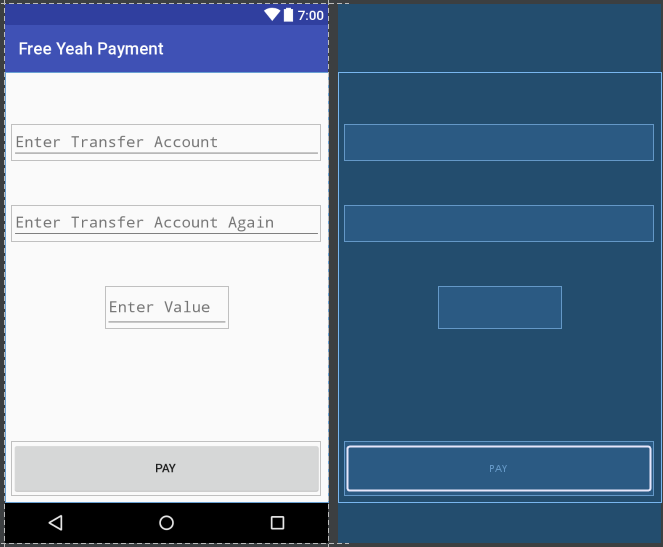 7:00
Free Yeah Payment
Enter Transfer Account
Enter Transfer Account Again
Enter Value
PAY
PAY